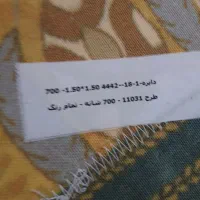 دایره-1-18--4442 1.50*1.50- 700
طرح 11031 - 700 شانه - تمام رنگ